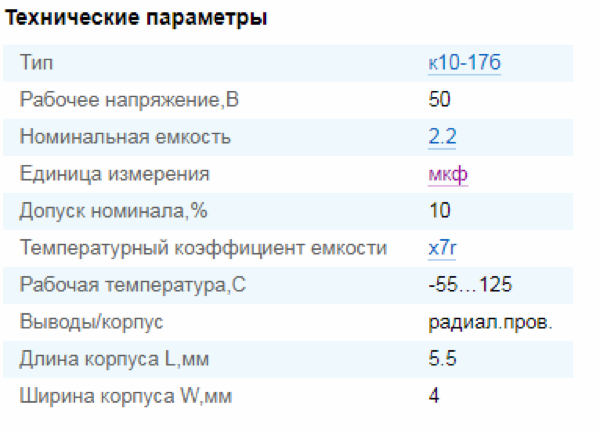 Технические параметры
Тип к10-17б
Рабочее напряжение,В 50
Номинальная емкость 2.2
Единица измерения мкф
Допуск номинала,% 10
Температурный коэффициент емкости x7r
Рабочая температура,С -55…125
Выводы/корпус радиал.пров.
Длина корпуса L,мм 5.5
Ширина корпуса W,мм 4